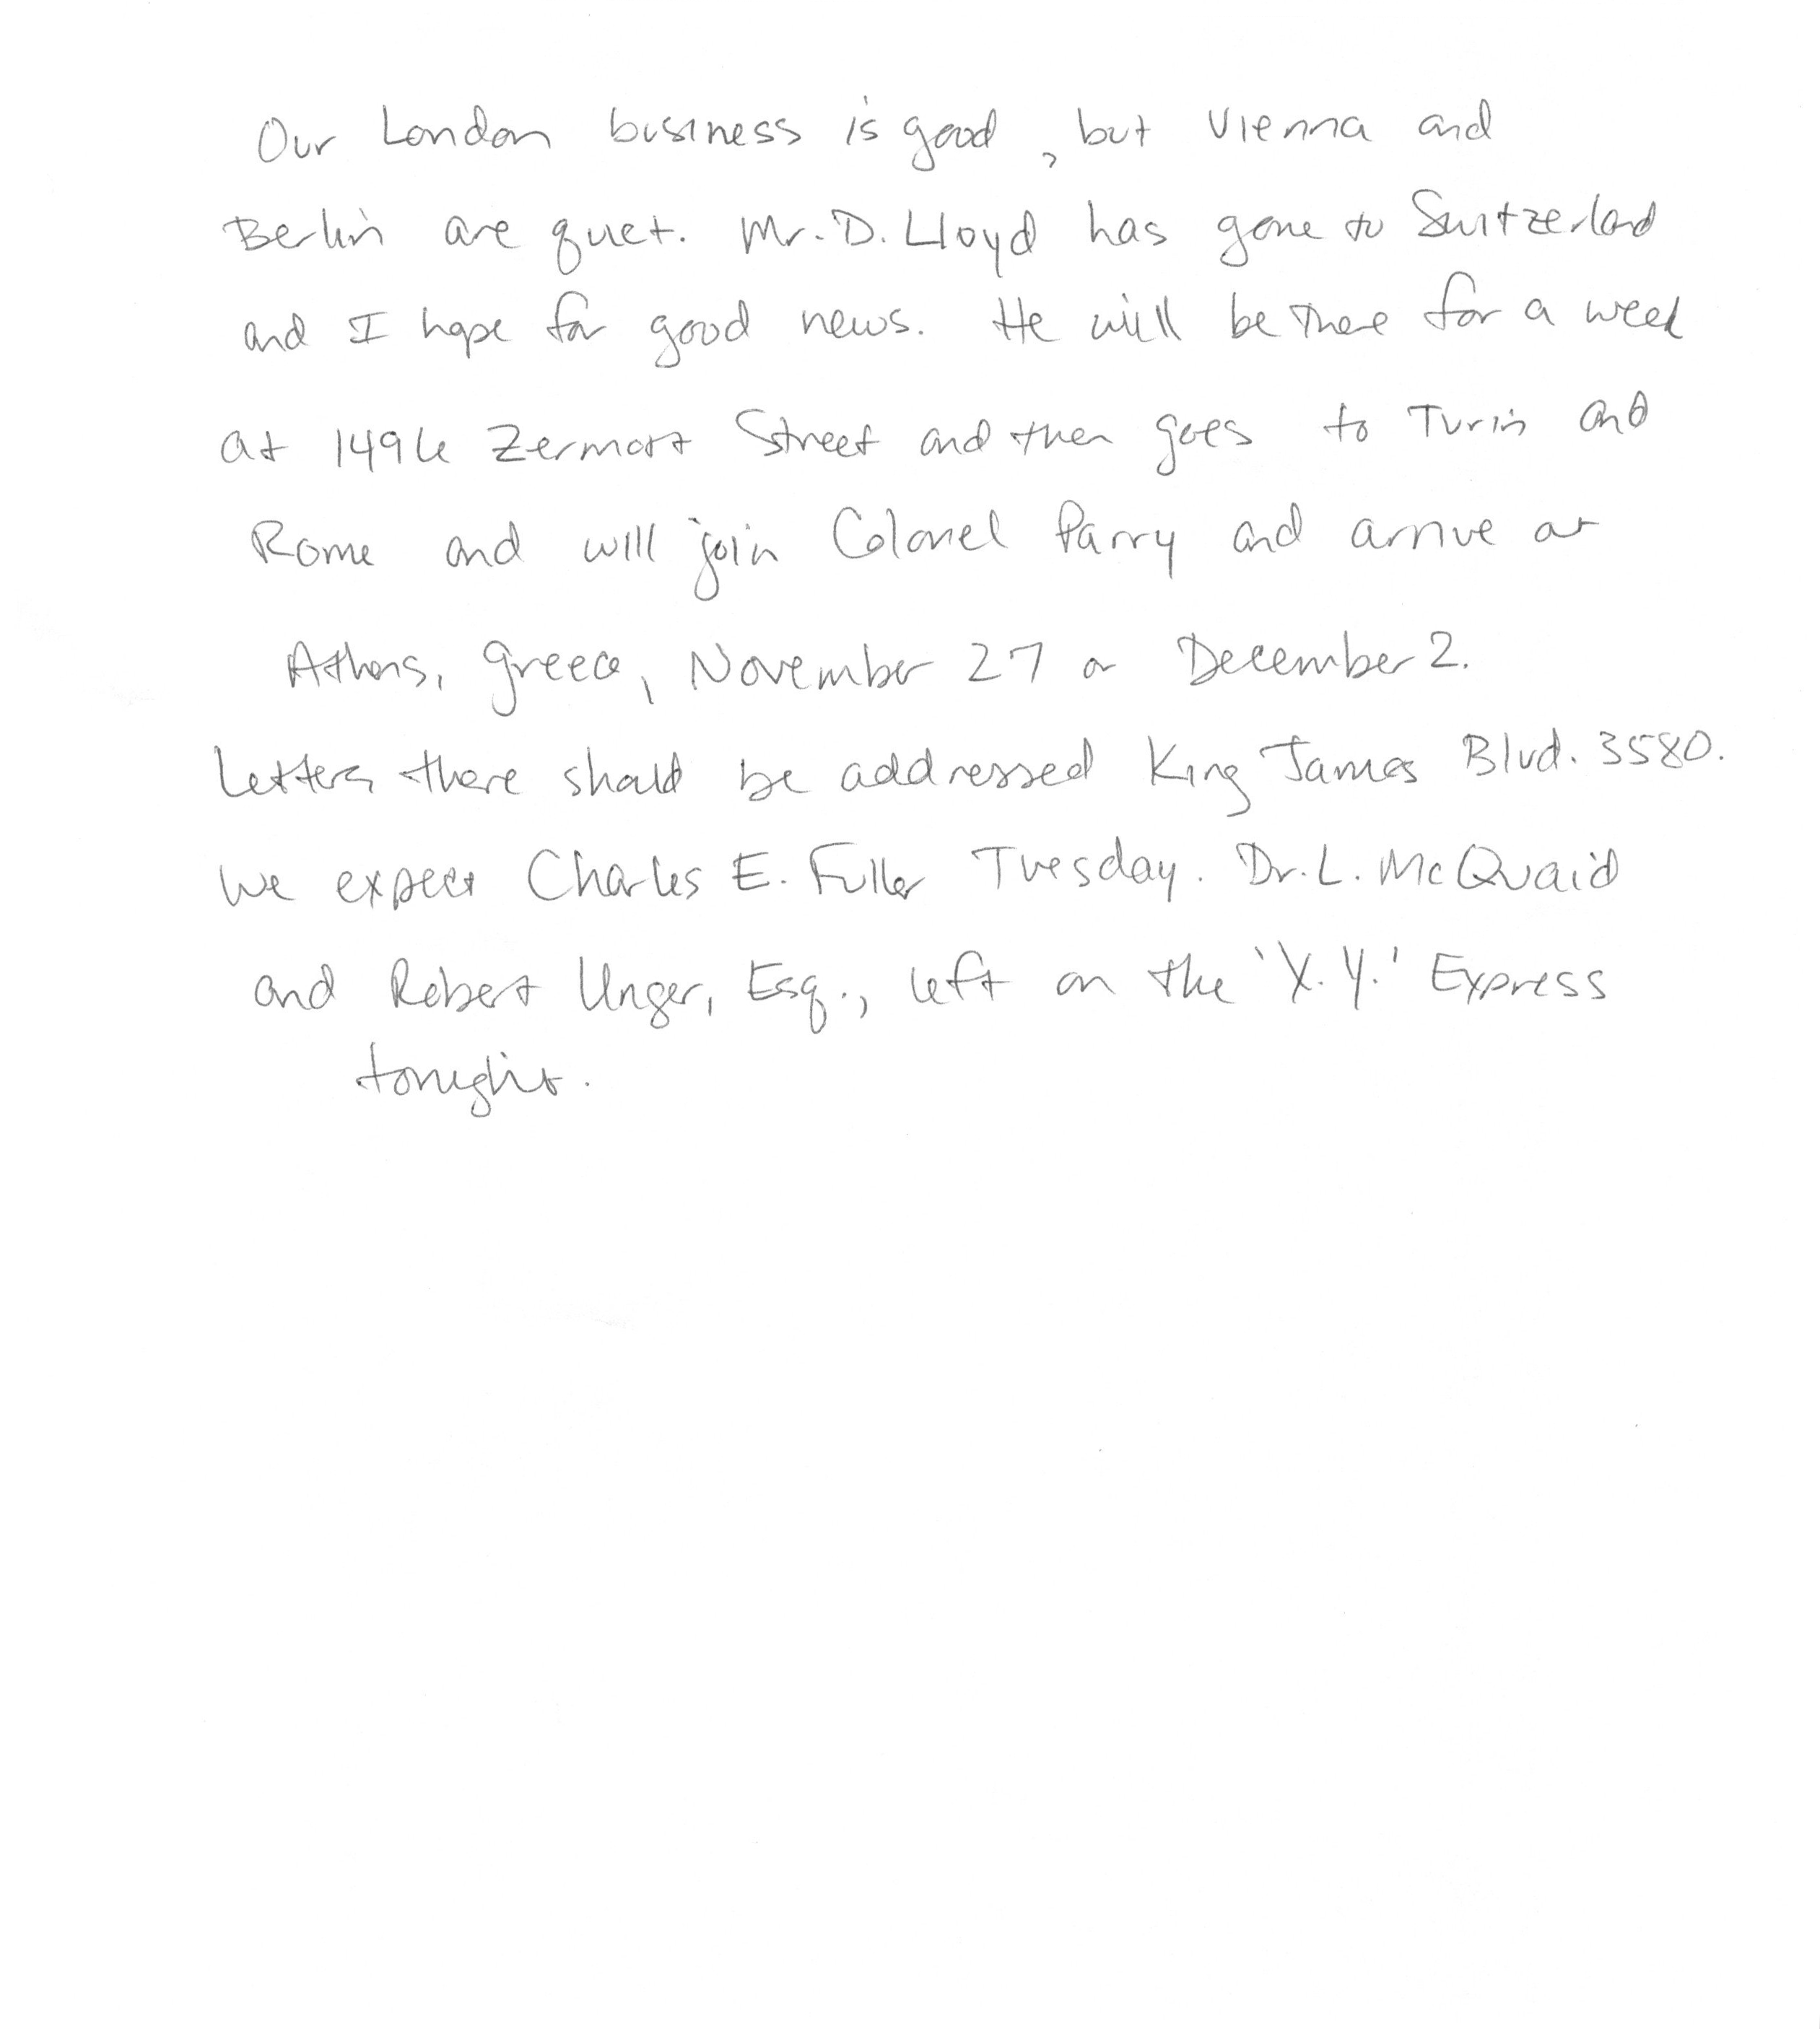 Our London business is good, but Vienna and
Berlin are quiet. Mr. D. Lloyd has gone to Switzerland
and I hope for good news. He will be there for a week
at 1496 Zermott Street and then goes to Turin and
Rome and will join Colonel Parry and arrive at
Athens, Greece, November 27 or December 2.
Letters there should be addressed King James Blvd. 3580.
We expect Charles E. Fuller Tuesday. Dr. L. McQuaid
and Robert Unger, Esq., left on the 'X.Y.' Express
tonight.